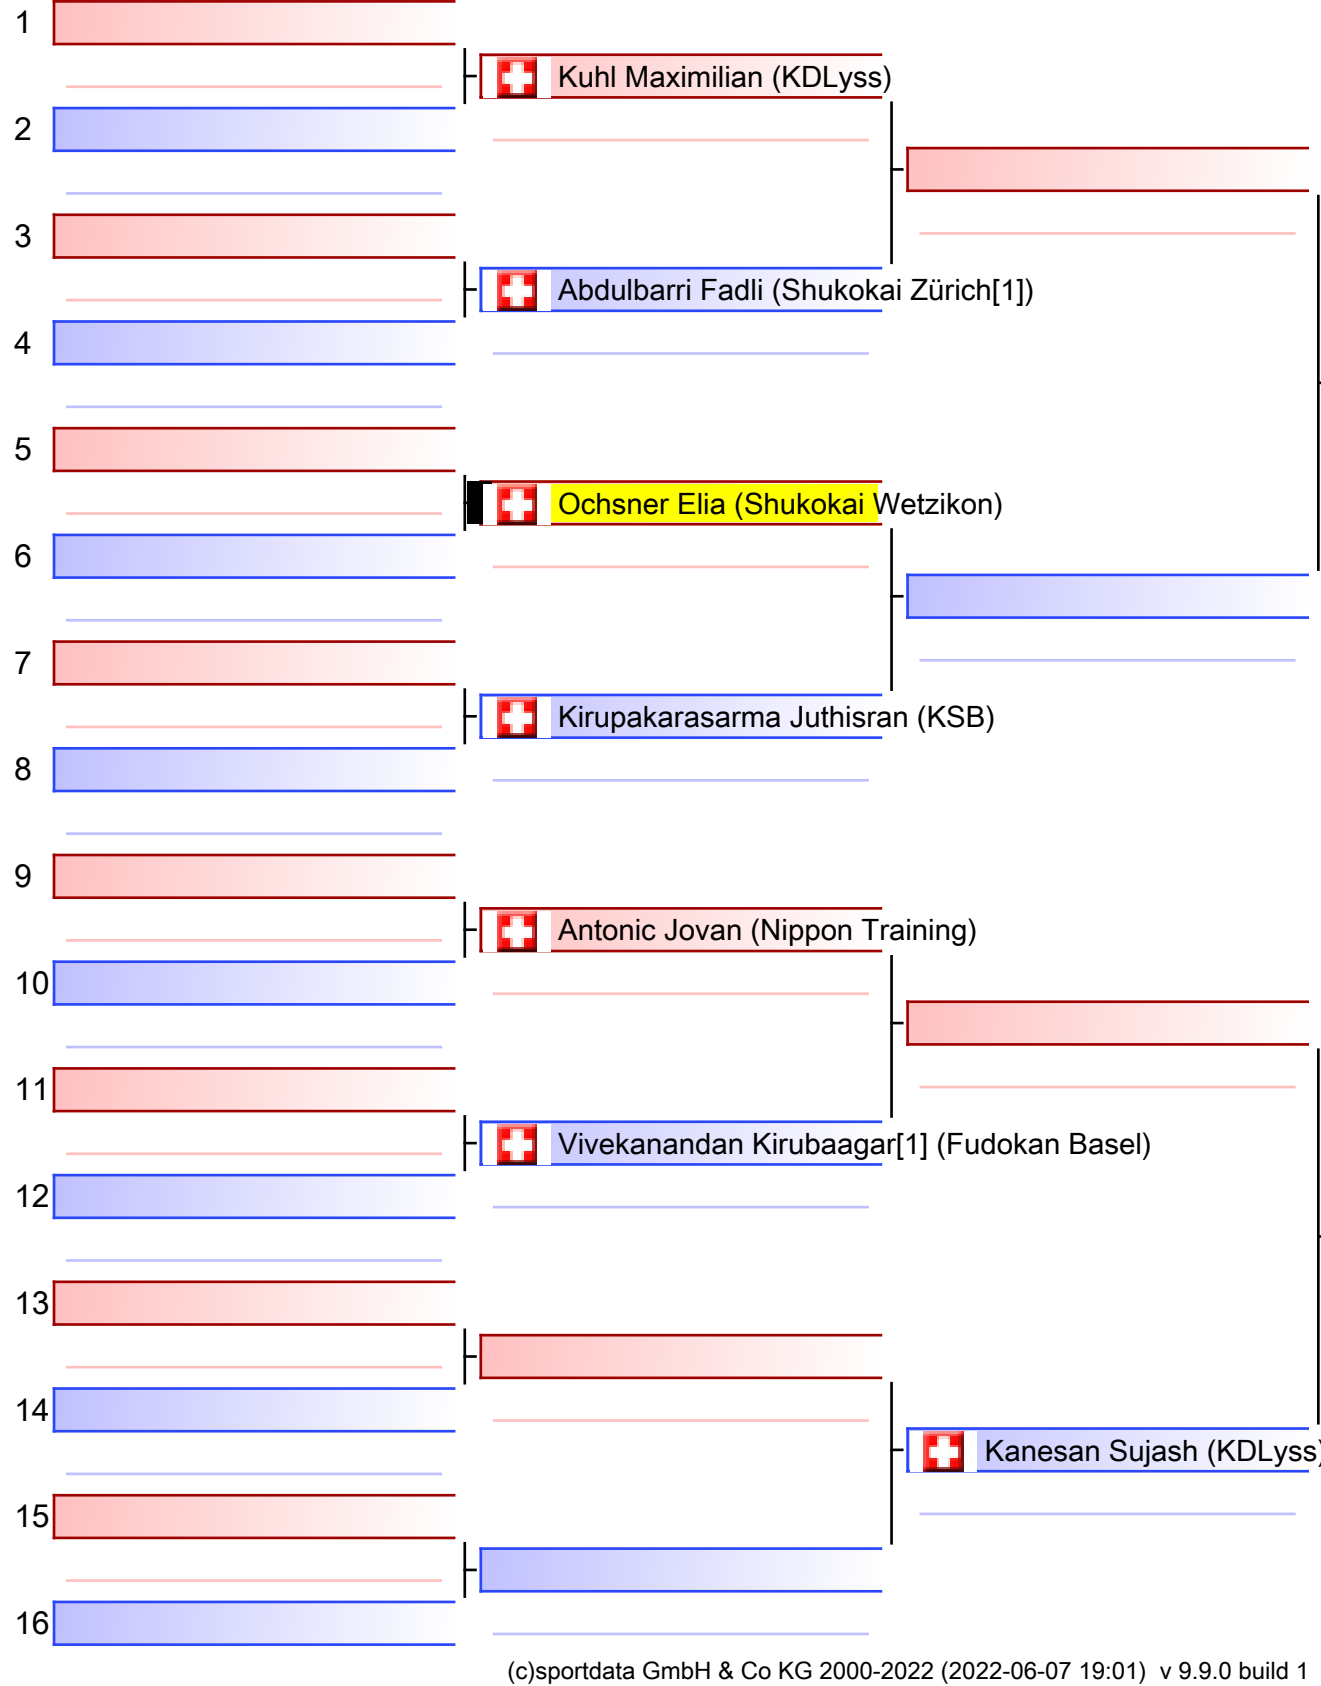 1
Kuhl Maximilian (KDLyss)
2
3
Abdulbarri Fadli (Shukokai Zürich[1])
4
5
Ochsner Elia (Shukokai Wetzikon)
6
7
Kirupakarasarma Juthisran (KSB)
8
9
Antonic Jovan (Nippon Training)
10
11
Vivekanandan Kirubaagar[1] (Fudokan Basel)
12
13
14
Kanesan Sujash (KDLyss)
15
16
(c)sportdata GmbH & Co KG 2000-2022 (2022-06-07 19:01) v 9.9.0 build 1